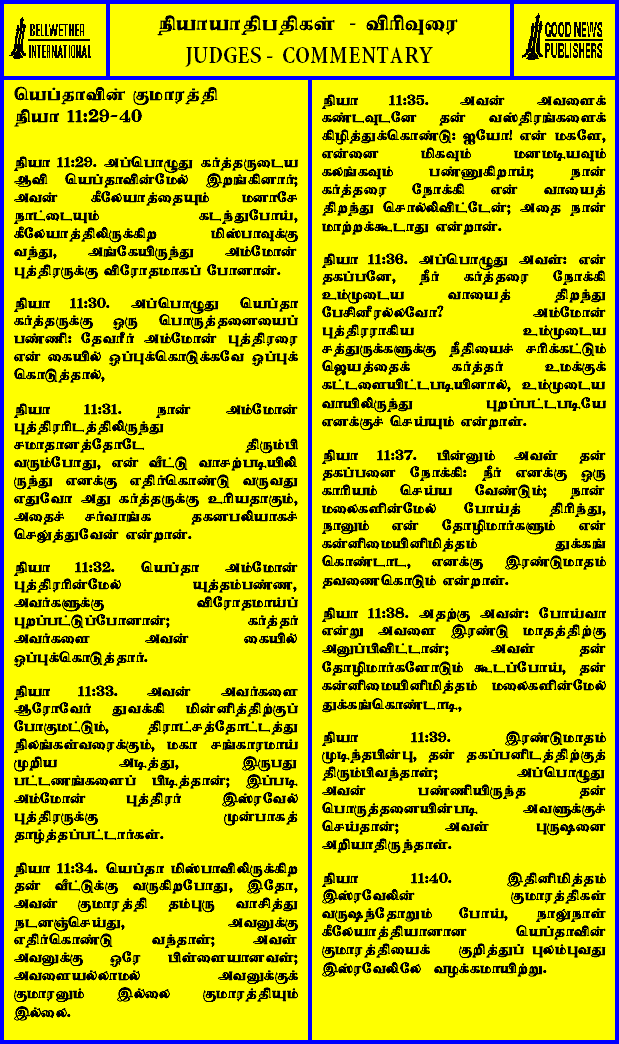 BELLWETHER
INTERNATIONAL
நியாயாதிபதிகள் - விரிவுரை
JUDGES - COMMENTARY
GOOD NEWS
PUBLISHERS
யெப்தாவின் குமாரத்தி
நியா 11:29-40
நியா 11:29. அப்பொழுது கர்த்தருடைய
ஆவி யெப்தாவின்மேல் இறங்கினார்;
அவன் கீலேயாத்தையும் மனாசே
நாட்டையும் கடந்துபோய்,
கீலேயாத்திலிருக்கிற மிஸ்பாவுக்கு
வந்து, அங்கேயிருந்து அம்மோன்
புத்திரருக்கு விரோதமாகப் போனான்.
நியா 11:30. அப்பொழுது யெப்தா
கர்த்தருக்கு ஒரு பொருத்தனையைப்
பண்ணி: தேவரீர் அம்மோன் புத்திரரை
என் கையில் ஒப்புக்கொடுக்கவே ஒப்புக்
கொடுத்தால்,
நியா 11:31. நான் அம்மோன்
புத்திரரிடத்திலிருந்து
சமாதானத்தோடே திரும்பி
வரும்போது, என் வீட்டு வாசற்படியிலி
ருந்து எனக்கு எதிர்கொண்டு வருவது
எதுவோ அது கர்த்தருக்கு உரியதாகும்,
அதைச் சர்வாங்க தகனபலியாகச்
செலுத்துவேன் என்றான்.
நியா 11:32. யெப்தா அம்மோன்
புத்திரரின்மேல் யுத்தம்பண்ண,
அவர்களுக்கு விரோதமாய்ப்
புறப்பட்டுப்போனான்; கர்த்தர்
அவர்களை அவன் கையில்
ஒப்புக்கொடுத்தார்.
நியா 11:33. அவன் அவர்களை
ஆரோவேர் துவக்கி மின்னித்திற்குப்
போகுமட்டும், திராட்சத்தோட்டத்து
நிலங்கள்வரைக்கும், மகா சங்காரமாய்
முறிய அடித்து, இருபது
பட்டணங்களைப் பிடித்தான்; இப்படி
அம்மோன் புத்திரர் இஸ்ரவேல்
புத்திரருக்கு முன்பாகத்
தாழ்த்தப்பட்டார்கள்.
நியா 11:34. யெப்தா மிஸ்பாவிலிருக்கிற
தன் வீட்டுக்கு வருகிறபோது, இதோ,
அவன் குமாரத்தி தம்புரு வாசித்து
நடனஞ்செய்து, அவனுக்கு
எதிர்கொண்டு வந்தாள்; அவள்
அவனுக்கு ஒரே பிள்ளையானவள்;
அவளையல்லாமல் அவனுக்குக்
குமாரனும் இல்லை குமாரத்தியும்
இல்லை.
நியா 11:35. அவன் அவளைக்
கண்டவுடனே தன் வஸ்திரங்களைக்
கிழித்துக்கொண்டு: ஐயோ! என் மகளே,
என்னை மிகவும் மனமடியவும்
கலங்கவும் பண்ணுகிறாய்; நான்
கர்த்தரை நோக்கி என் வாயைத்
திறந்து சொல்லிவிட்டேன்; அதை நான்
மாற்றக்கூடாது என்றான்.
நியா 11:36. அப்பொழுது அவள்: என்
தகப்பனே, நீர் கர்த்தரை நோக்கி
உம்முடைய வாயைத் திறந்து
பேசினீரல்லவோ? அம்மோன்
புத்திரராகிய உம்முடைய
சத்துருக்களுக்கு நீதியைச் சரிக்கட்டும்
ஜெயத்தைக் கர்த்தர் உமக்குக்
கட்டளையிட்டபடியினால், உம்முடைய
வாயிலிருந்து புறப்பட்டபடியே
எனக்குச் செய்யும் என்றாள்.
நியா 11:37. பின்னும் அவள் தன்
தகப்பனை நோக்கி: நீர் எனக்கு ஒரு
காரியம் செய்ய வேண்டும்; நான்
மலைகளின்மேல் போய்த் திரிந்து,
நானும் என் தோழிமார்களும் என்
கன்னிமையினிமித்தம் துக்கங்
கொண்டாட, எனக்கு இரண்டுமாதம்
தவணைகொடும் என்றாள்.
நியா 11:38. அதற்கு அவன்: போய்வா
என்று அவளை இரண்டு மாதத்திற்கு
அனுப்பிவிட்டான்; அவள் தன்
தோழிமார்களோடும் கூடப்போய், தன்
கன்னிமையினிமித்தம் மலைகளின்மேல்
துக்கங்கொண்டாடி,
நியா 11:39. இரண்டுமாதம்
முடிந்தபின்பு, தன் தகப்பனிடத்திற்குத்
திரும்பிவந்தாள்; அப்பொழுது
அவன் பண்ணியிருந்த தன்
பொருத்தனையின்படி அவளுக்குச்
செய்தான்; அவள் புருஷனை
அறியாதிருந்தாள்.
நியா 11:40. இதினிமித்தம்
இஸ்ரவேலின் குமாரத்திகள்
வருஷந்தோறும் போய், நாலுநாள்
கீலேயாத்தியானான யெப்தாவின்
குமாரத்தியைக் குறித்துப் புலம்புவது
இஸ்ரவேலிலே வழக்கமாயிற்று.